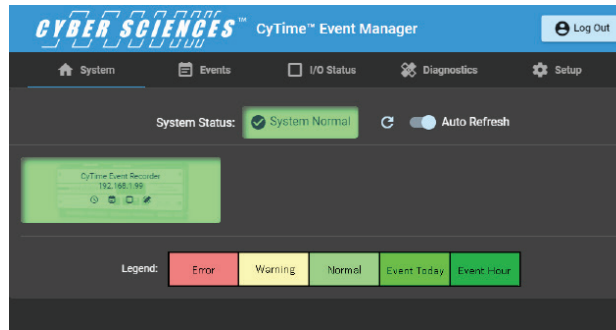 CYBER SCIENCES™ CyTime™ Event Manager Log Out
System Events I/O Status Diagnostics Setup
System Status: System Normal Auto Refresh
CyTime Event Recorder
192.168.1.99
Legend: Error Warning Normal Event Today Event Hour